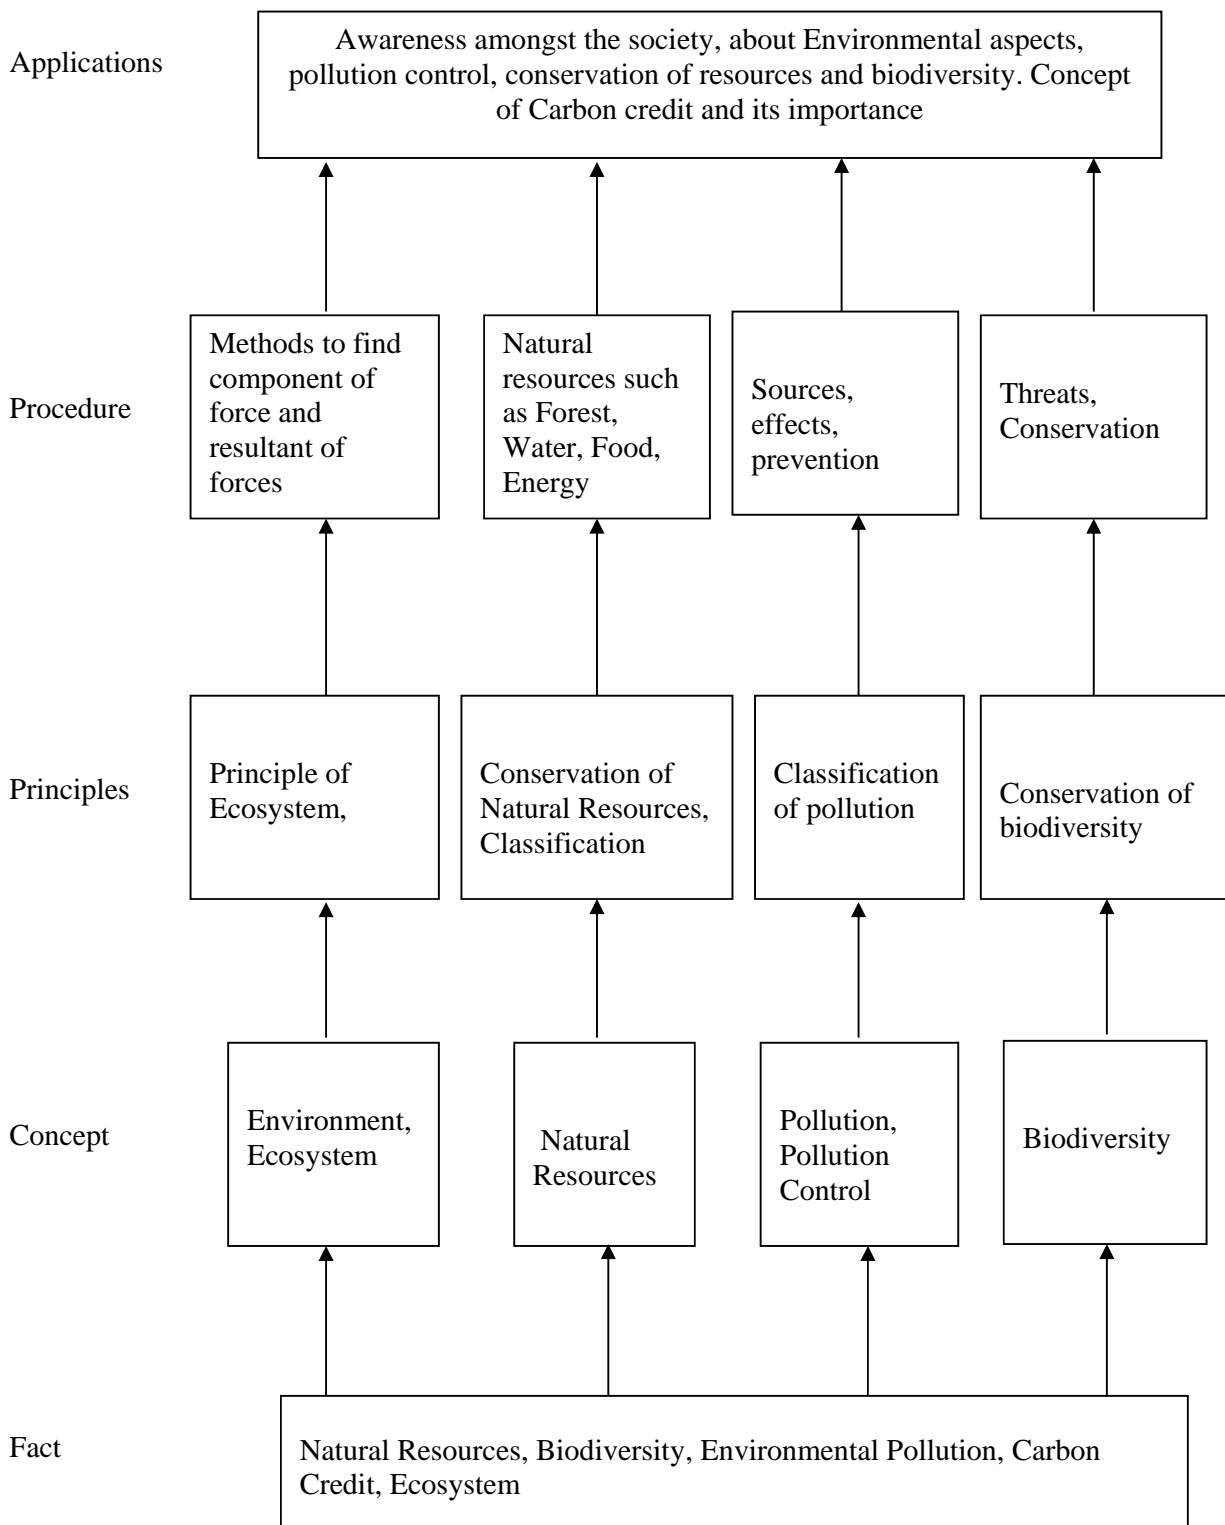 Applications
Awareness amongst the society, about Environmental aspects,
pollution control, conservation of resources and biodiversity. Concept
of Carbon credit and its importance
Procedure
Methods to find
component of
force and
resultant of
forces
Natural
resources such
as Forest,
Water, Food,
Energy
Sources,
effects,
prevention
Threats,
Conservation
Principles
Principle of
Ecosystem,
Conservation of
Natural Resources,
Classification
Classification
of pollution
Conservation of
biodiversity
Concept
Environment,
Ecosystem
Natural
Resources
Pollution,
Pollution
Control
Biodiversity
Fact
Natural Resources, Biodiversity, Environmental Pollution, Carbon
Credit, Ecosystem